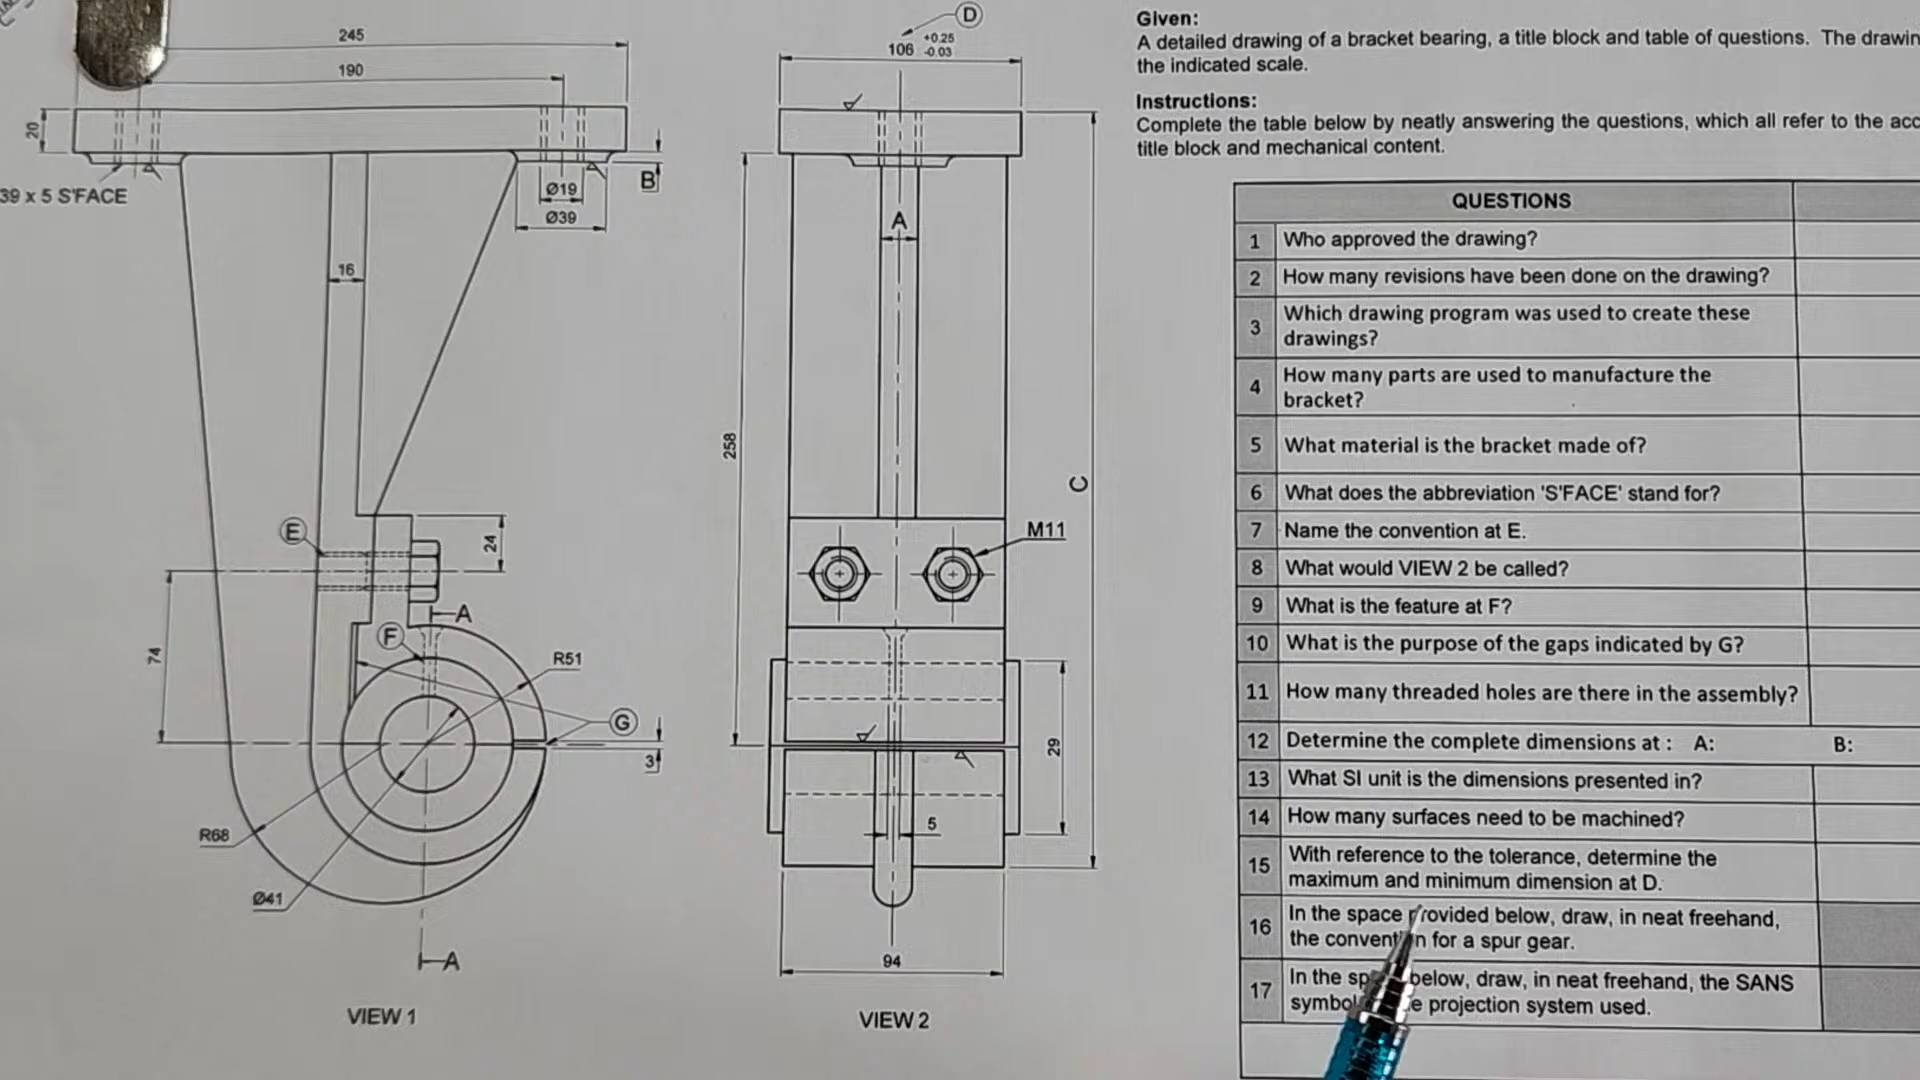 245
190
20
39 x 5 S'FACE
B
Ø19
Ø39
16
E
24
A
F
R51
74
G
3
R68
Ø41
A
VIEW 1
D
106 +0.25 -0.03
A
258
C
M11
29
5
94
VIEW 2
Given:
A detailed drawing of a bracket bearing, a title block and table of questions. The
the indicated scale.
Instructions:
Complete the table below by neatly answering the questions, which all refer to the
title block and mechanical content.
QUESTIONS
1 Who approved the drawing?
2 How many revisions have been done on the drawing?
3 Which drawing program was used to create these
drawings?
4 How many parts are used to manufacture the
bracket?
5 What material is the bracket made of?
6 What does the abbreviation 'S'FACE' stand for?
7 Name the convention at E.
8 What would VIEW 2 be called?
9 What is the feature at F?
10 What is the purpose of the gaps indicated by G?
11 How many threaded holes are there in the assembly?
12 Determine the complete dimensions at : A: B:
13 What SI unit is the dimensions presented in?
14 How many surfaces need to be machined?
15 With reference to the tolerance, determine the
maximum and minimum dimension at D.
16 In the space provided below, draw, in neat freehand,
the convention for a spur gear.
17 In the below, draw, in neat freehand, the SANS
projection system used.